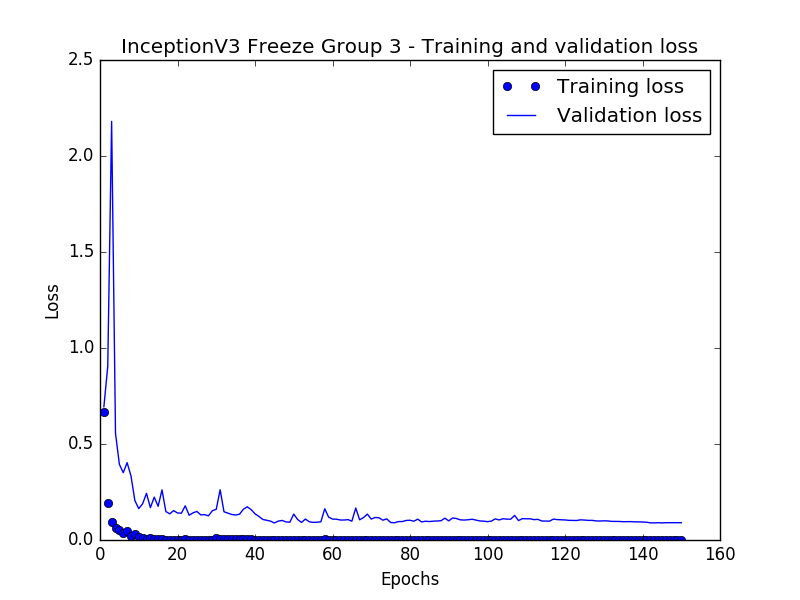 InceptionV3 Freeze Group 3 - Training and validation loss
2.5
Training loss
Validation loss
2.0
1.5
Loss
1.0
0.5
0.0
0 20 40 60 80 100 120 140 160
Epochs